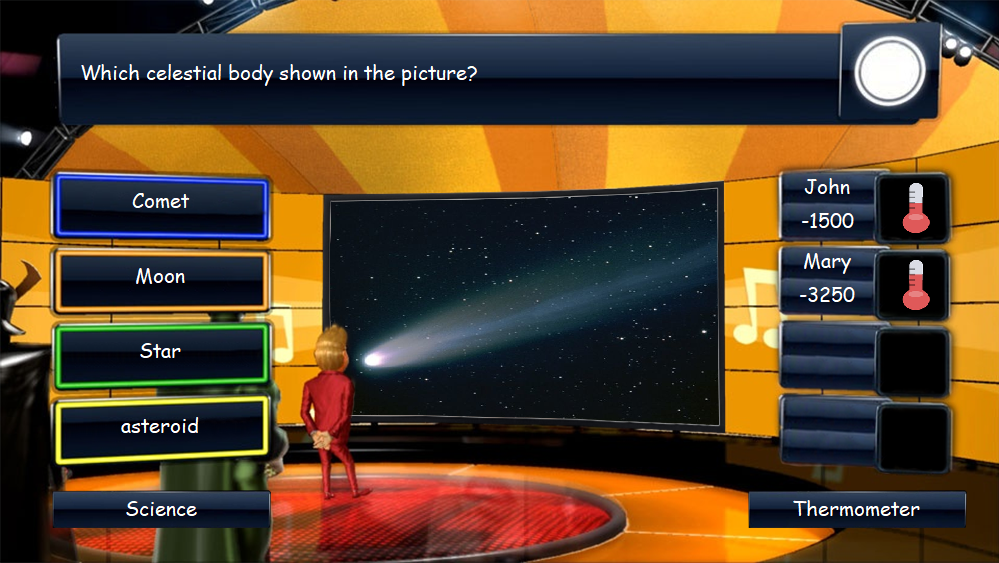 Which celestial body shown in the picture?
Comet
Moon
Star
asteroid
Science
John
-1500
Mary
-3250
Thermometer